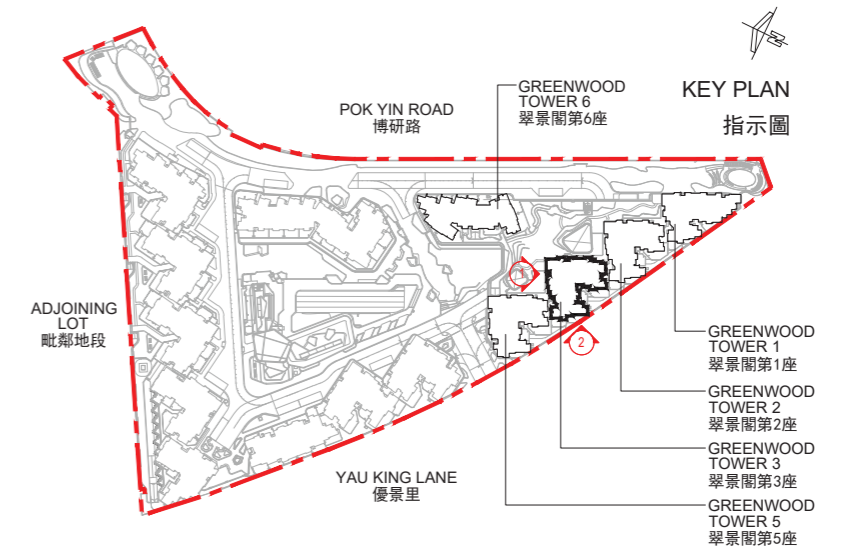 N
KEY PLAN
指示圖
GREENWOOD
TOWER 6
翠景閣第6座
POK YIN ROAD
博研路
ADJOINING
LOT
毗鄰地段
1
2
GREENWOOD
TOWER 1
翠景閣第1座
GREENWOOD
TOWER 2
翠景閣第2座
GREENWOOD
TOWER 3
翠景閣第3座
YAU KING LANE
優景里
GREENWOOD
TOWER 5
翠景閣第5座